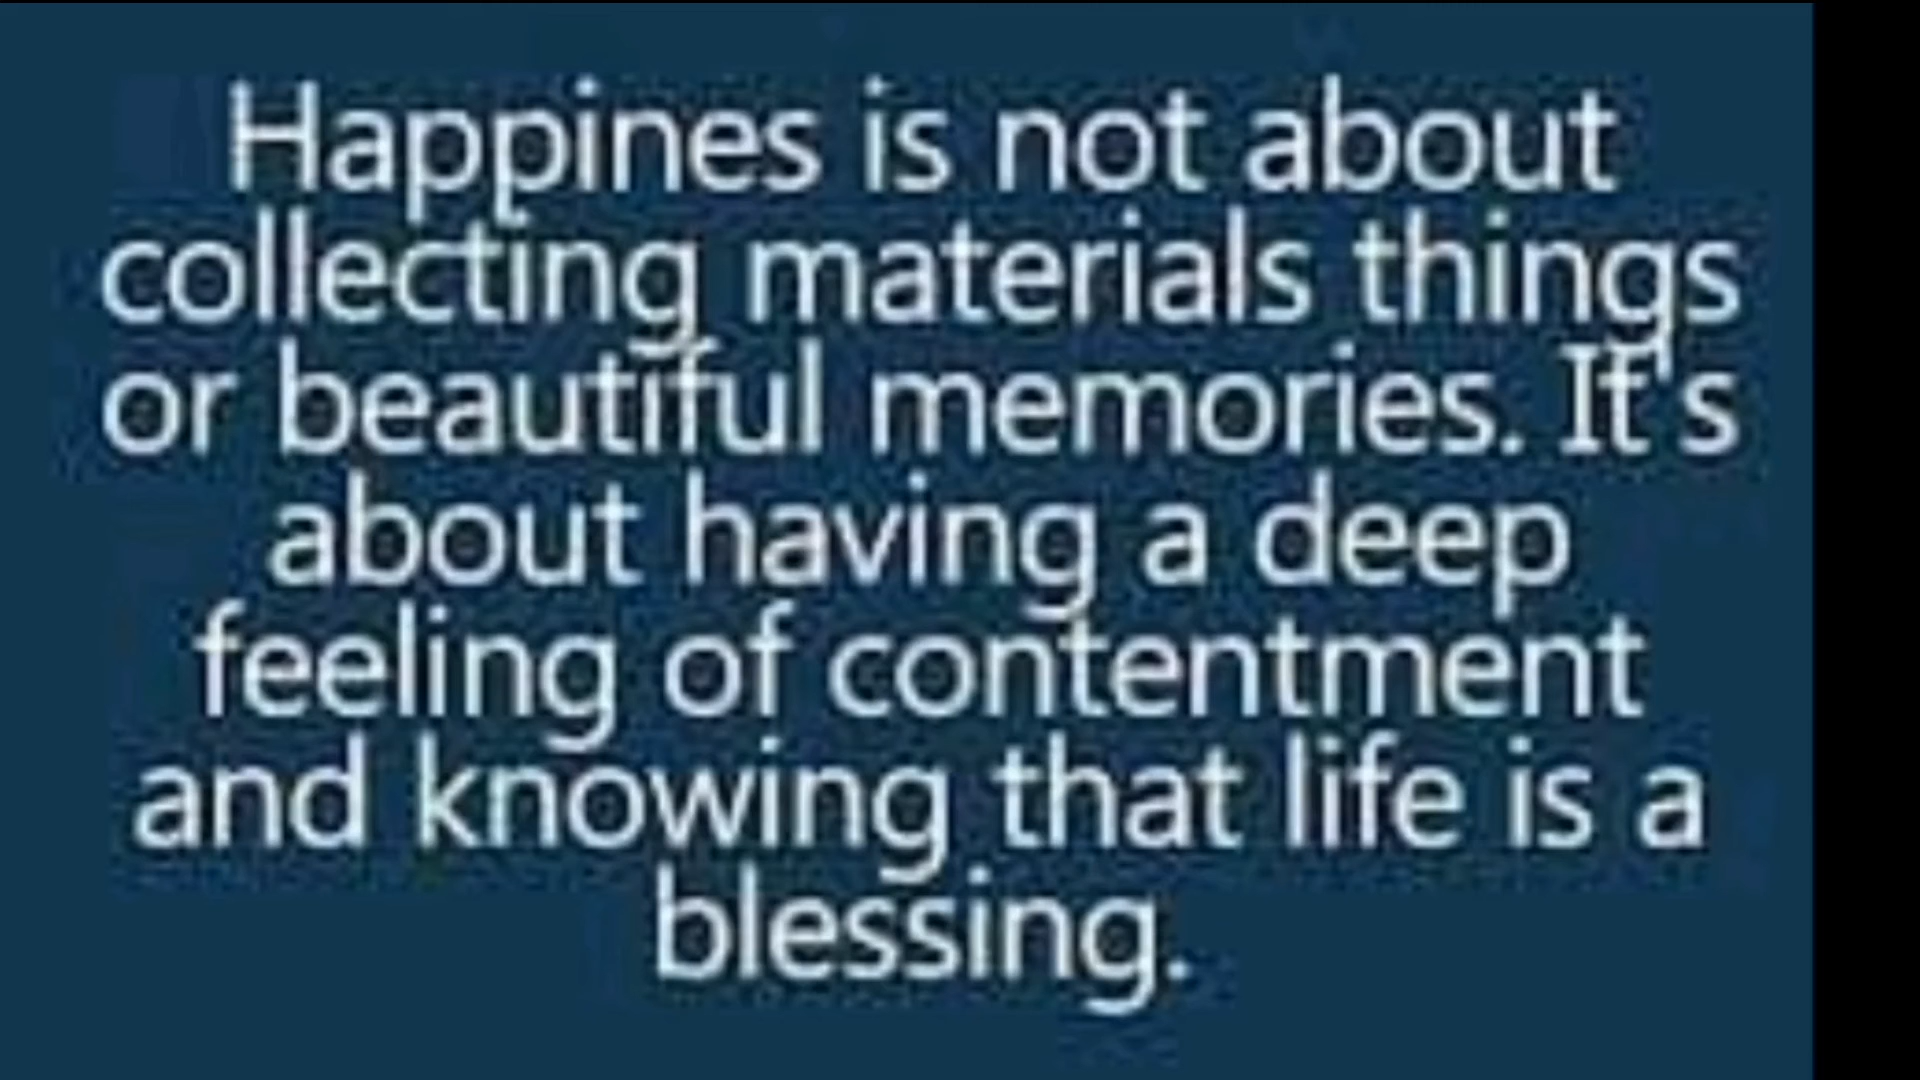 Happines is not about
collecting materials things
or beautiful memories. It's
about having a deep
feeling of contentment
and knowing that life is a
blessing.